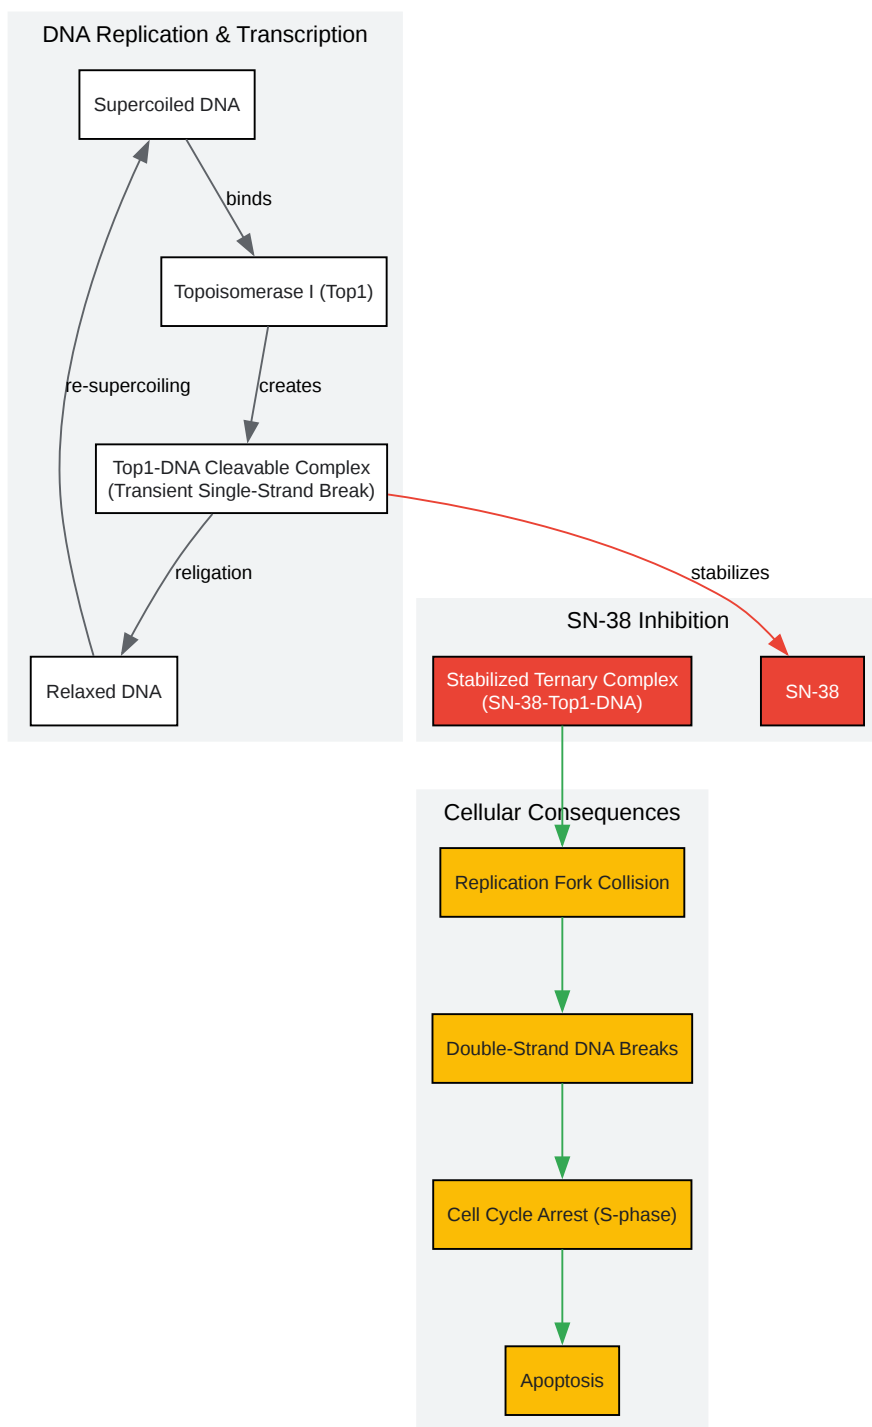 DNA Replication & Transcription
Supercoiled DNA
binds
Topoisomerase I (Top1)
re-supercoiling
creates
Top1-DNA Cleavable Complex
(Transient Single-Strand Break)
religation
stabilizes
Relaxed DNA
SN-38 Inhibition
Stabilized Ternary Complex
(SN-38-Top1-DNA)
SN-38
Cellular Consequences
Replication Fork Collision
Double-Strand DNA Breaks
Cell Cycle Arrest (S-phase)
Apoptosis